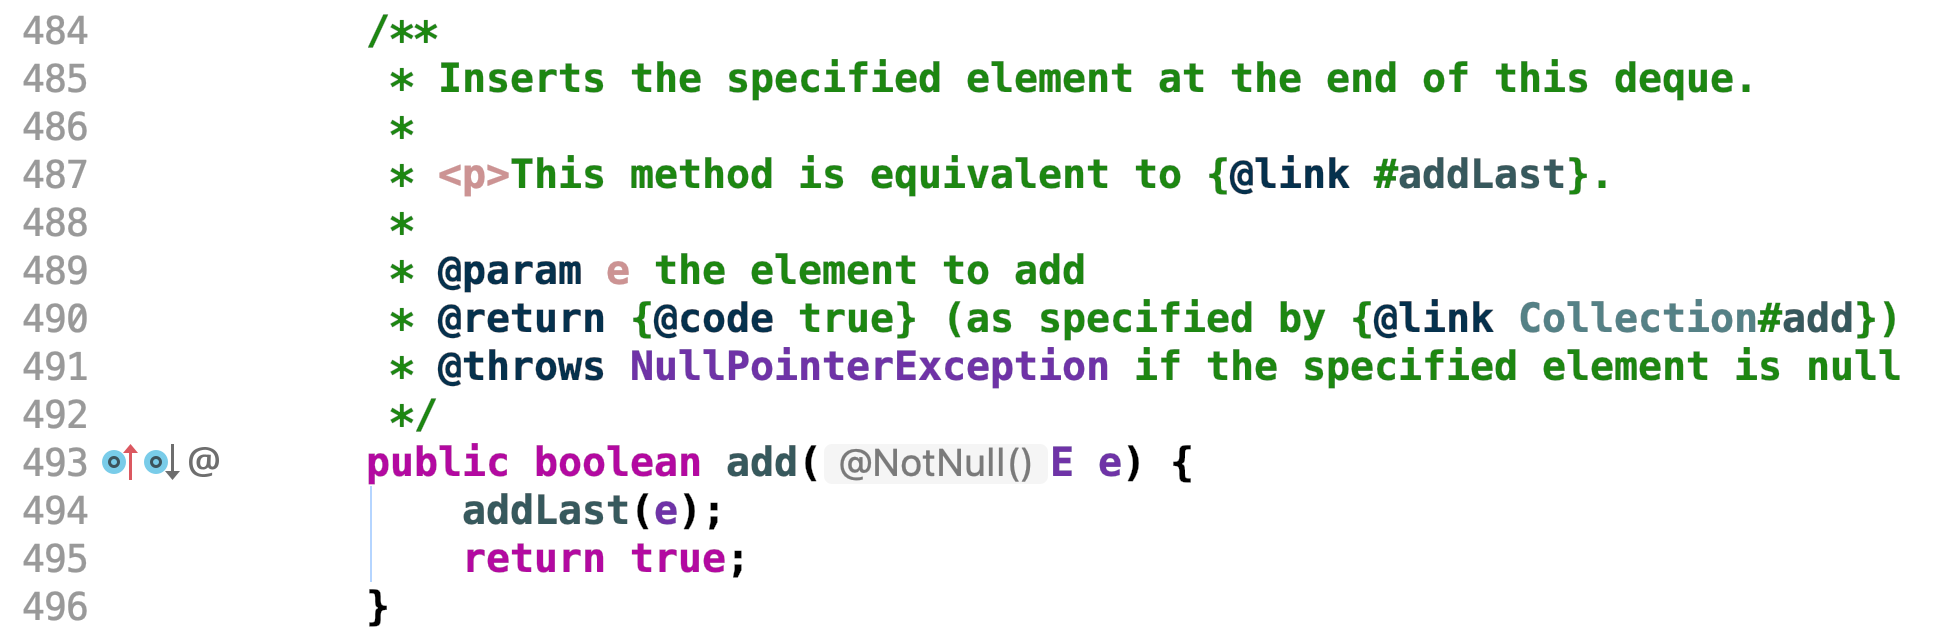 484 /**
485 * Inserts the specified element at the end of this deque.
486 *
487 * <p>This method is equivalent to {@link #addLast}.
488 *
489 * @param e the element to add
490 * @return {@code true} (as specified by {@link Collection#add})
491 * @throws NullPointerException if the specified element is null
492 */
493 @ public boolean add( @NotNull() E e) {
494 addLast(e);
495 return true;
496 }